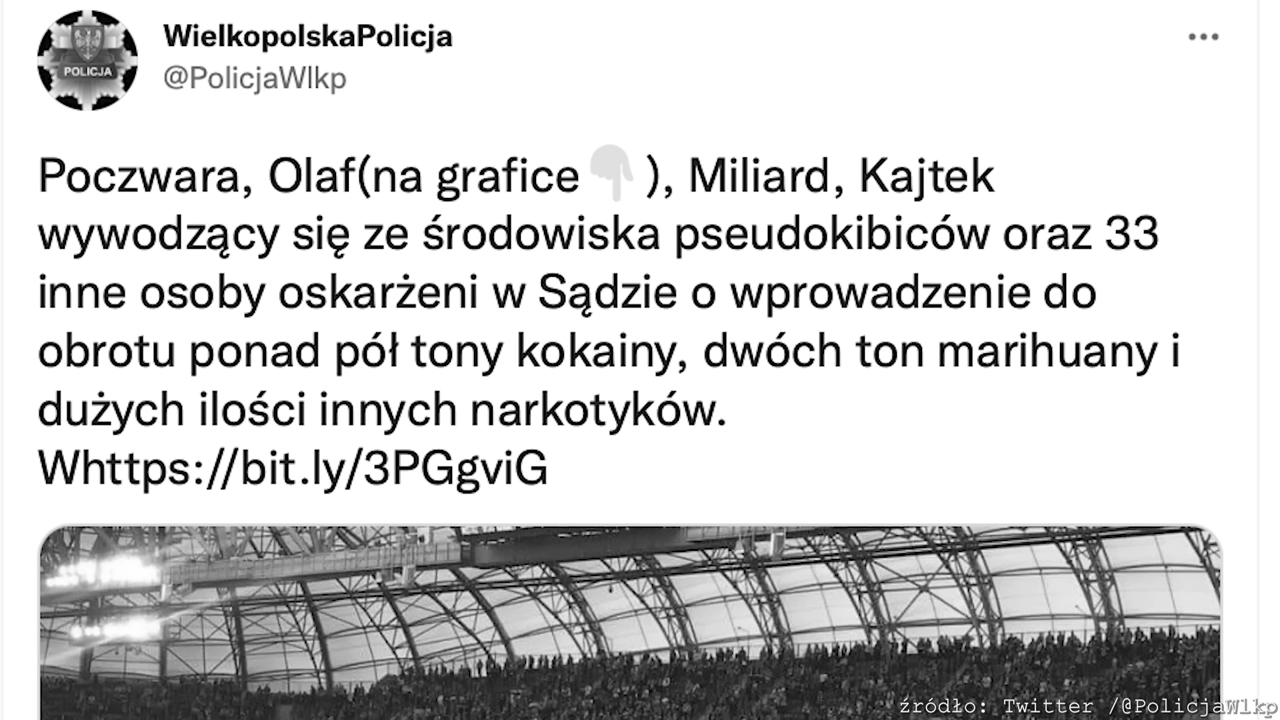 WielkopolskaPolicja
POLICJA
@PolicjaWlkp
Poczwara, Olaf(na grafice👇), Miliard, Kajtek
wywodzący się ze środowiska pseudokibiców oraz 33
inne osoby oskarżeni w Sądzie o wprowadzenie do
obrotu ponad pół tony kokainy, dwóch ton marihuany i
dużych ilości innych narkotyków.
Whttps://bit.ly/3PGgviG
źródło: Twitter /@PolicjaWlkp